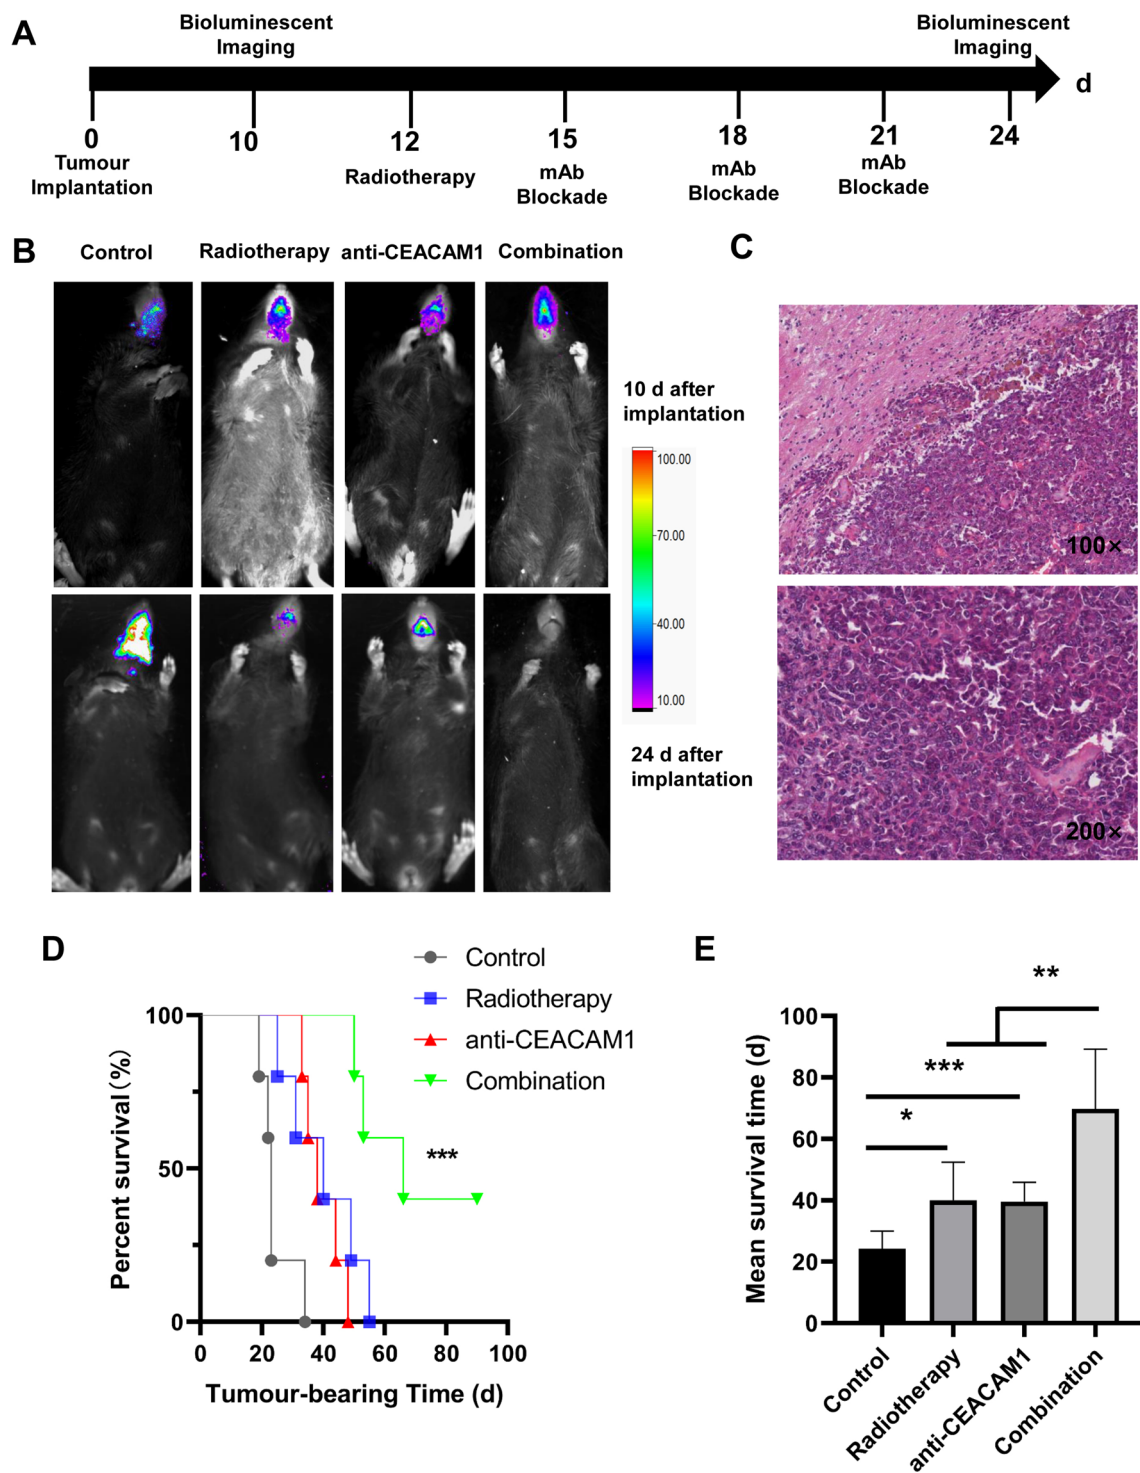 A
Bioluminescent
Imaging
Bioluminescent
Imaging
d
0
10
12
15
18
21
24
Tumour
Implantation
Radiotherapy
mAb
Blockade
mAb
Blockade
mAb
Blockade
B
Control
Radiotherapy
anti-CEACAM1
Combination
10 d after
implantation
100.00
70.00
40.00
10.00
24 d after
implantation
C
100×
200×
D
Control
Radiotherapy
anti-CEACAM1
Combination
Percent survival (%)
100
50
0
***
0 20 40 60 80 100
Tumour-bearing Time (d)
E
Mean survival time (d)
100
80
60
40
20
0
**
***
*
Control
Radiotherapy
anti-CEACAM1
Combination